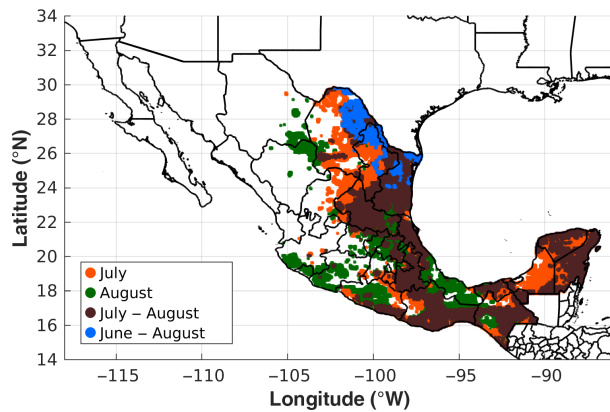 34
32
30
28
26
24
22
20
18
16
14
Latitude (°N)
July
August
July – August
June – August
−115 −110 −105 −100 −95 −90
Longitude (°W)